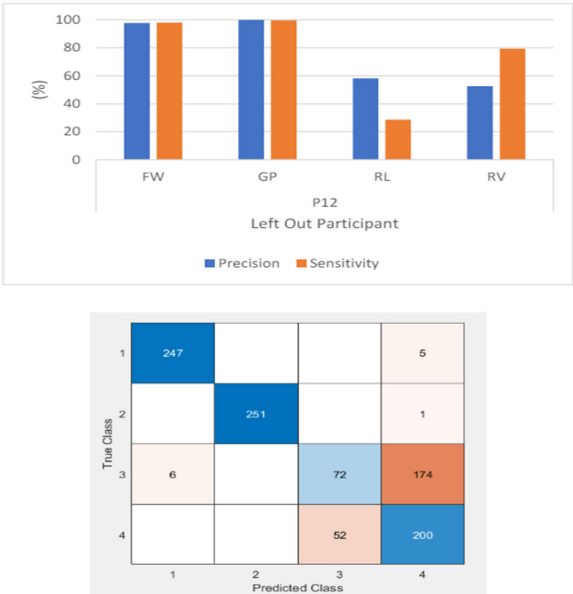 100
80
60
40
20
0
(%)
FW GP RL RV
P12
Left Out Participant
Precision Sensitivity
1 247 5
2 251 1
3 6 72 174
4 52 200
True Class
1 2 3 4
Predicted Class